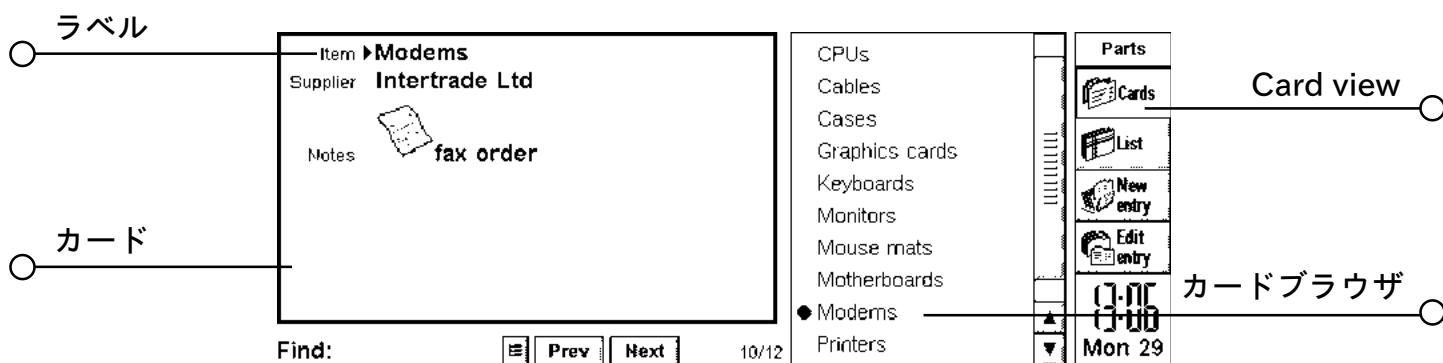 ラベル
カード
Item Modems
Supplier Intertrade Ltd
Notes fax order
Find:
Prev
Next
10/12
CPUs
Cables
Cases
Graphics cards
Keyboards
Monitors
Mouse mats
Motherboards
Modems
Printers
Parts
Cards
List
New
entry
Edit
entry
13:06
Mon 29
Card view
カードブラウザ